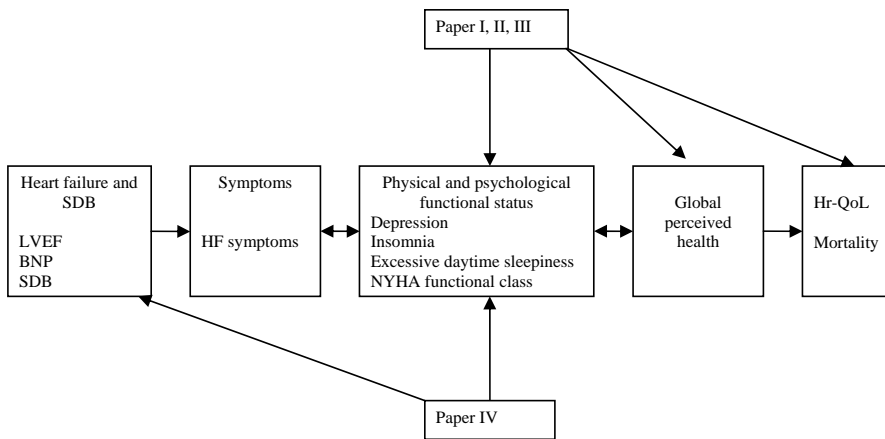 Paper I, II, III
Heart failure and
SDB
LVEF
BNP
SDB
Symptoms
HF symptoms
Physical and psychological
functional status
Depression
Insomnia
Excessive daytime sleepiness
NYHA functional class
Global
perceived
health
Hr-QoL
Mortality
Paper IV